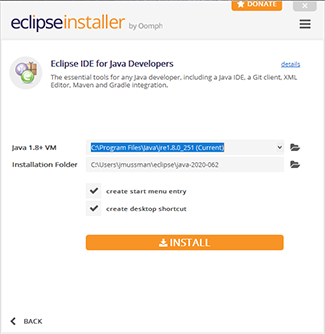 DONATE
eclipseinstaller by Oomph
Eclipse IDE for Java Developers
details
The essential tools for any Java developer, including a Java IDE, a Git client, XML
Editor, Maven and Gradle integration.
Java 1.8+ VM
C:\Program Files\Java\jre1.8.0_251 (Current)
Installation Folder
C:\Users\jmussman\eclipse\java-2020-062
create start menu entry
create desktop shortcut
INSTALL
BACK